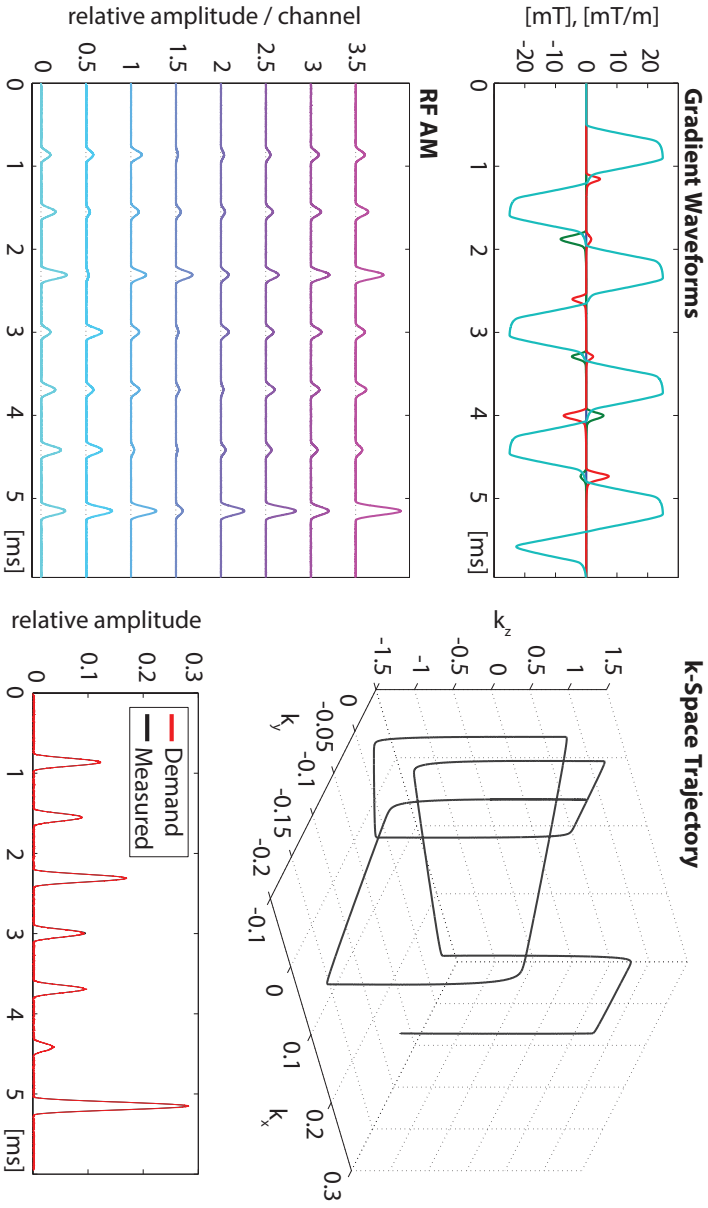 Gradient Waveforms
[mT], [mT/m]
20
10
0
-10
-20
0 1 2 3 4 5 [ms]
RF AM
relative amplitude / channel
3.5
3
2.5
2
1.5
1
0.5
0
0 1 2 3 4 5 [ms]
k-Space Trajectory
k_z
1.5
1
0.5
0
-0.5
-1
-1.5
0
-0.05
-0.1
-0.15
-0.2
k_y
-0.1
0
0.1
0.2
0.3
k_x
relative amplitude
0.3
0.2
0.1
0
Demand
Measured
0 1 2 3 4 5 [ms]